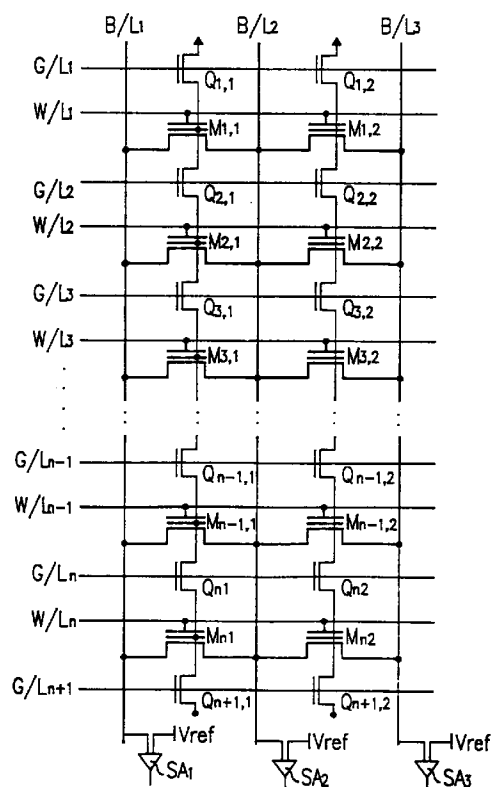 B/L1 B/L2 B/L3
G/L1 Q1,1 Q1,2
W/L1 M1,1 M1,2
G/L2 Q2,1 Q2,2
W/L2 M2,1 M2,2
G/L3 Q3,1 Q3,2
W/L3 M3,1 M3,2
G/Ln-1 Qn-1,1 Qn-1,2
W/Ln-1 Mn-1,1 Mn-1,2
G/Ln Qn1 Qn2
W/Ln Mn1 Mn2
G/Ln+1 Qn+1,1 Qn+1,2
Vref Vref Vref
SA1 SA2 SA3